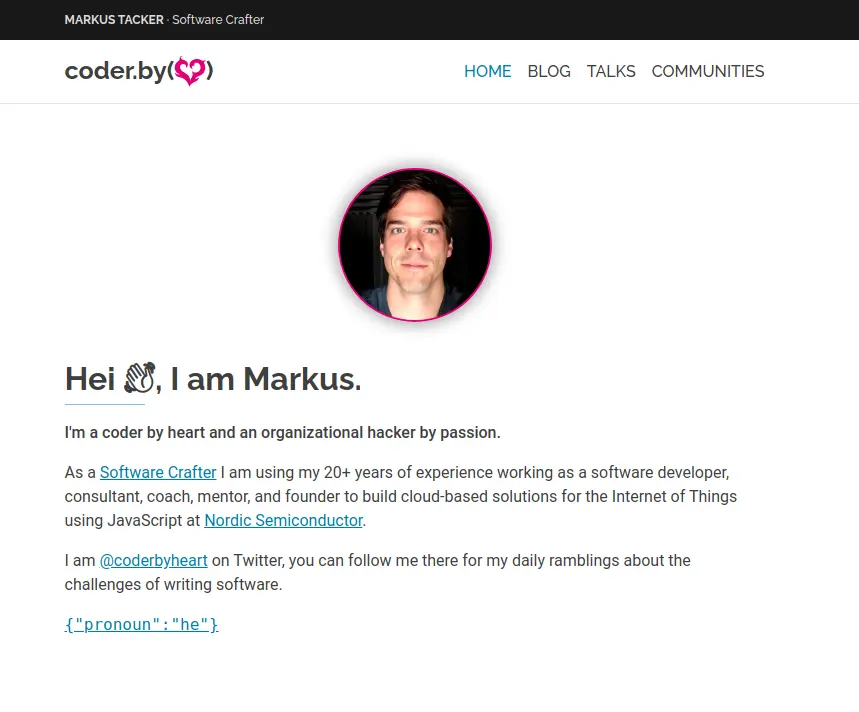 MARKUS TACKER · Software Crafter
coder.by( )
HOME BLOG TALKS COMMUNITIES
Hei 👋, I am Markus.
I'm a coder by heart and an organizational hacker by passion.
As a Software Crafter I am using my 20+ years of experience working as a software developer,
consultant, coach, mentor, and founder to build cloud-based solutions for the Internet of Things
using JavaScript at Nordic Semiconductor.
I am @coderbyheart on Twitter, you can follow me there for my daily ramblings about the
challenges of writing software.
{"pronoun":"he"}